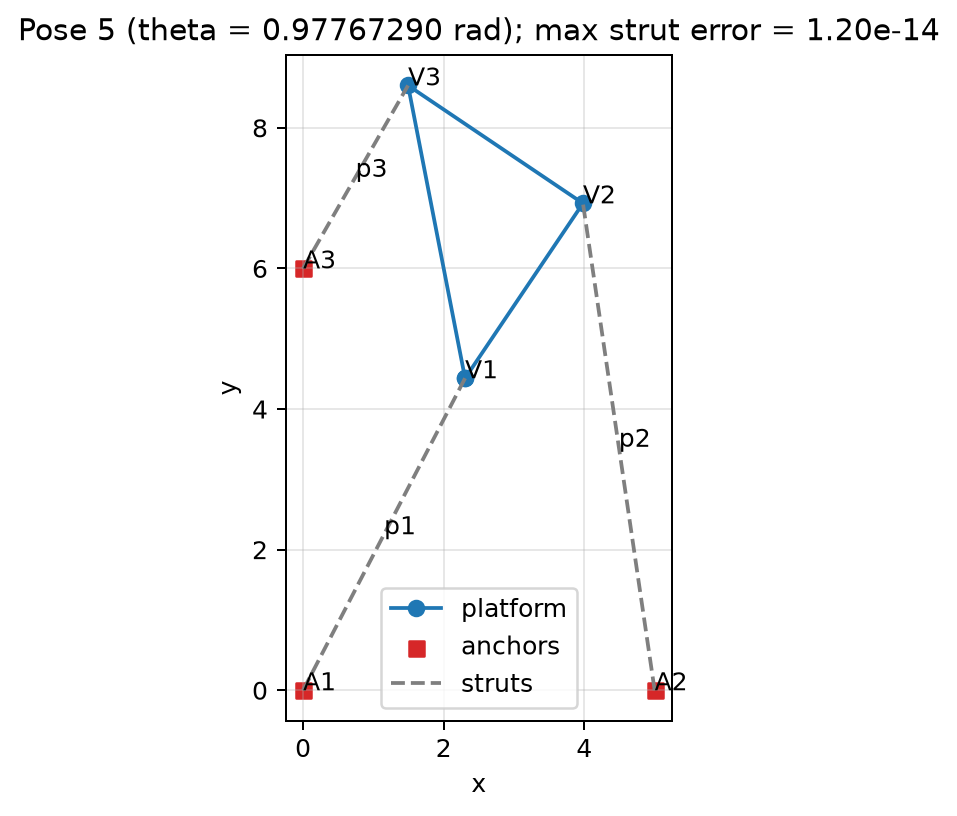 Pose 5 (theta = 0.97767290 rad); max strut error = 1.20e-14
V3
8
p3
V2
A3
6
V1
y
4
p2
p1
2
platform
anchors
struts
0
A1
A2
0 2 4
x